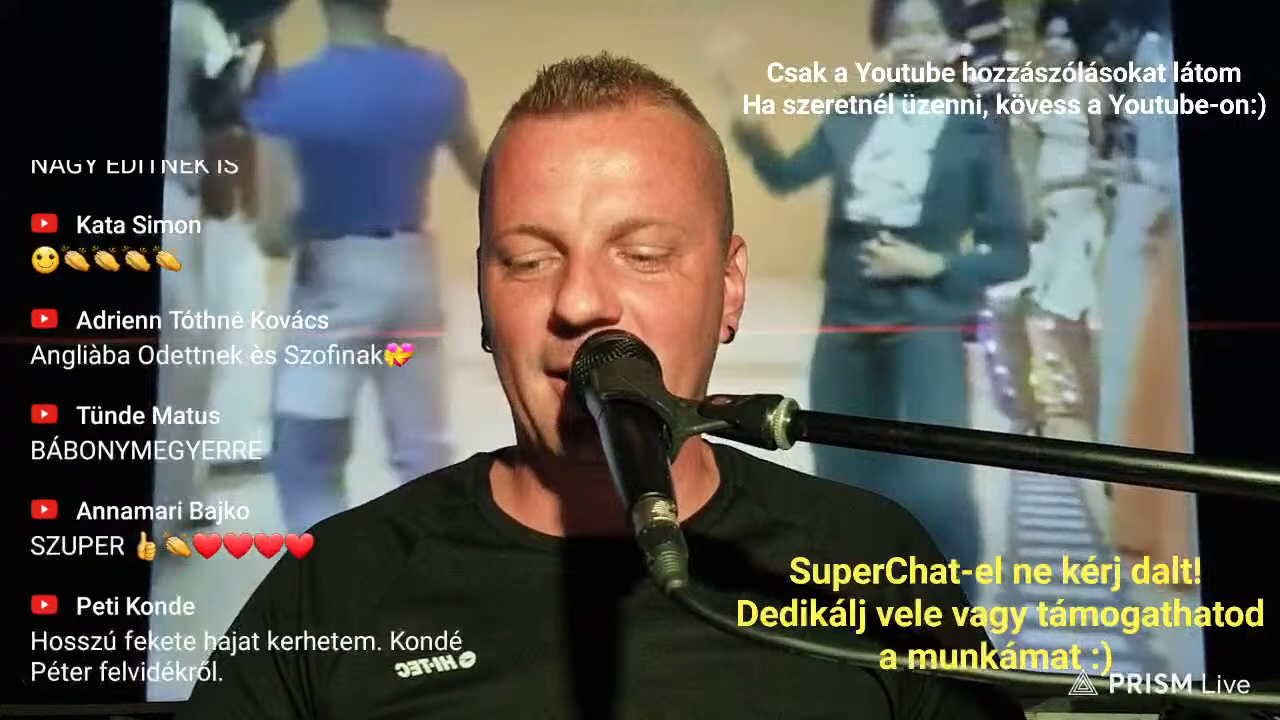 Csak a Youtube hozzászólásokat látom
Ha szeretnél üzenni, kövess a Youtube-on:)
NAGY EDITNEK IS
Kata Simon
🙂👏👏👏👏
Adrienn Tóthnė Kovács
Angliàba Odettnek ès Szofinak💝
Tünde Matus
BÁBONYMEGYERRE
Annamari Bajko
SZUPER 👍👏❤️❤️❤️❤️
Peti Konde
Hosszú fekete hajat kerhetem. Kondé
Péter felvidékről.
HI-TEC
SuperChat-el ne kérj dalt!
Dedikálj vele vagy támogathatod
a munkámat :)
PRISM Live